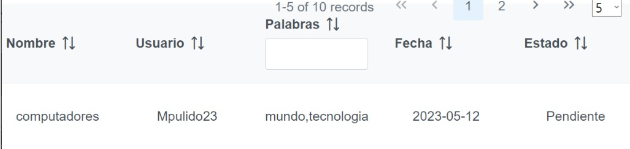 1-5 of 10 records << < 1 2 > >> 5
Nombre Usuario Palabras Fecha Estado
computadores Mpulido23 mundo,tecnologia 2023-05-12 Pendiente